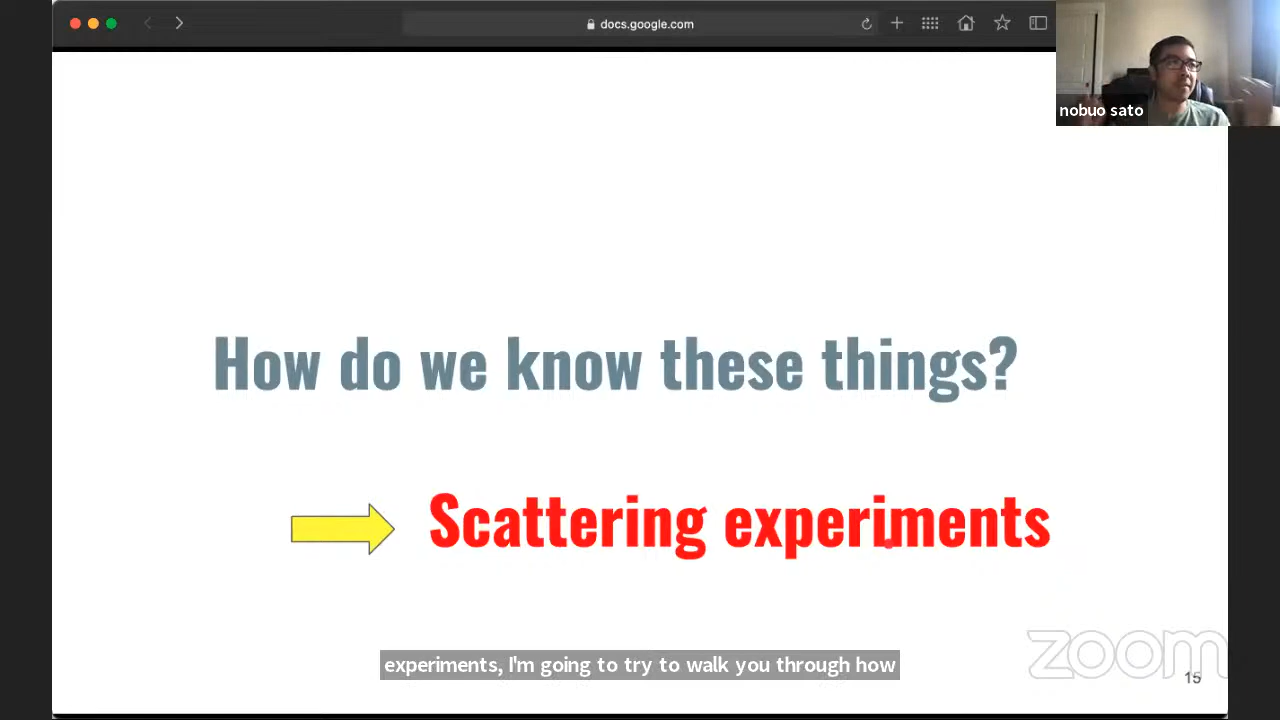 docs.google.com
nobuo sato
How do we know these things?
Scattering experiments
experiments, I'm going to try to walk you through how
zoom
15